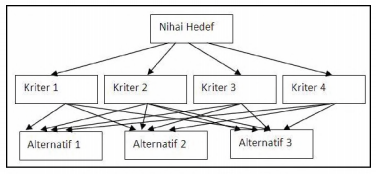 Nihai Hedef
Kriter 1
Kriter 2
Kriter 3
Kriter 4
Alternatif 1
Alternatif 2
Alternatif 3